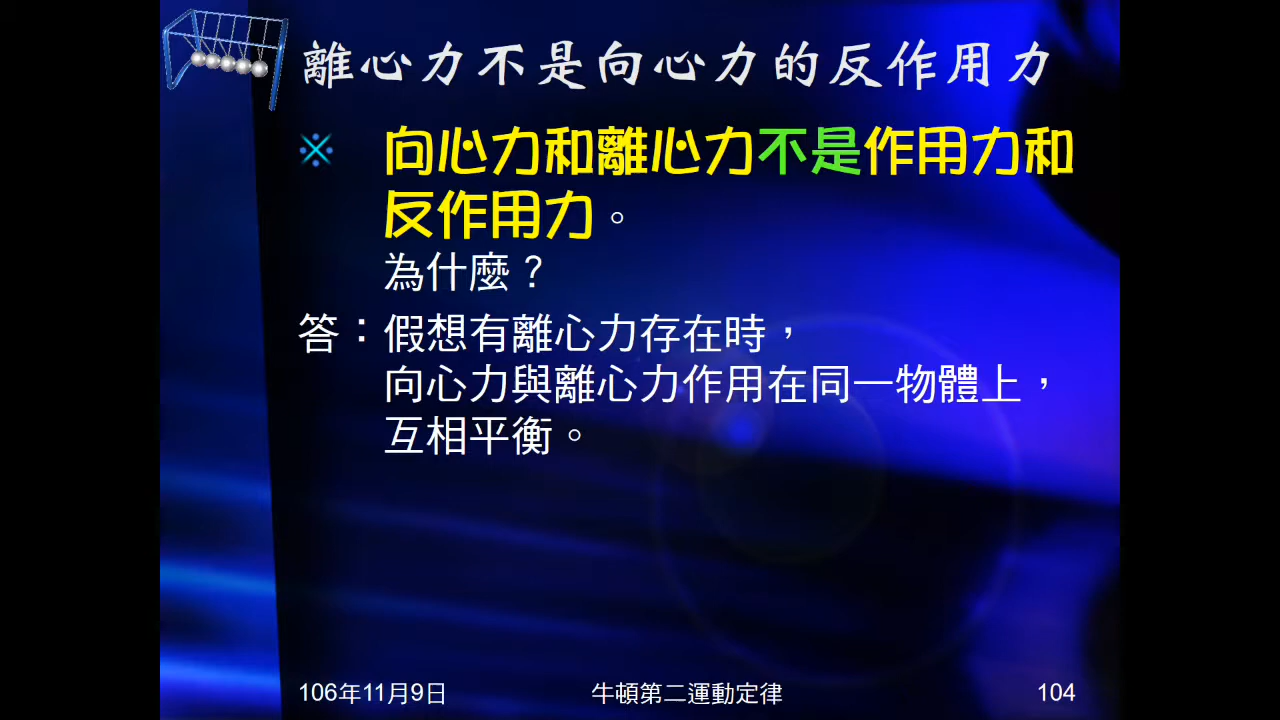 離心力不是向心力的反作用力
※ 向心力和離心力不是作用力和
反作用力。
為什麼？
答：假想有離心力存在時，
向心力與離心力作用在同一物體上，
互相平衡。
106年11月9日 牛頓第二運動定律 104